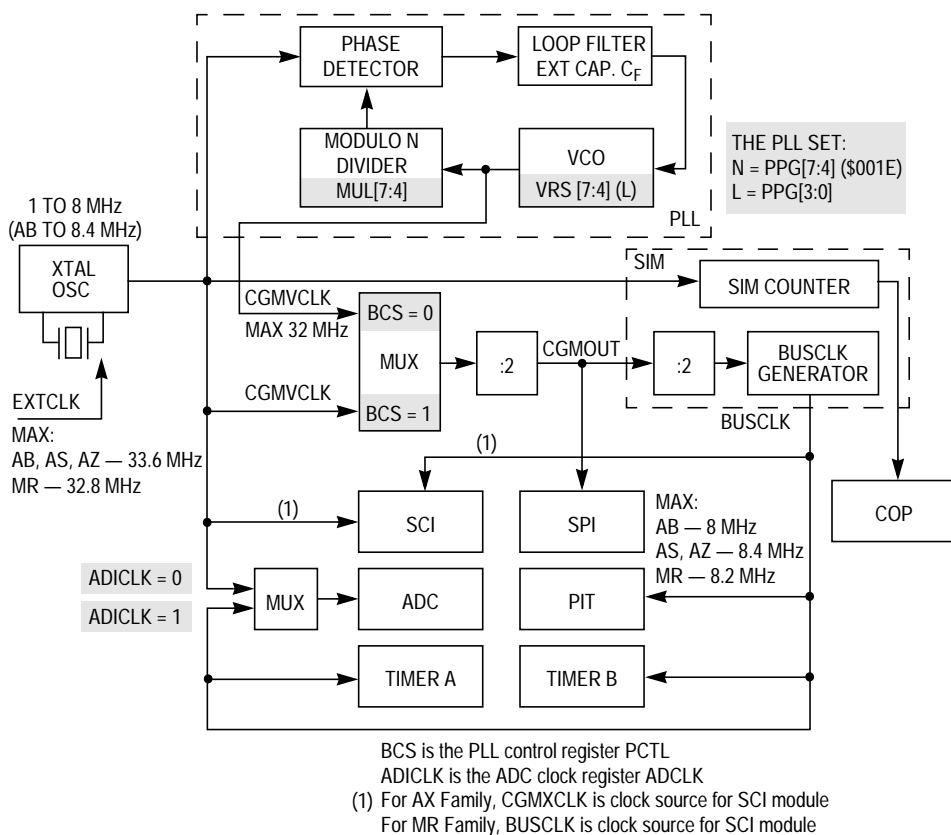 PHASE
DETECTOR
LOOP FILTER
EXT CAP. CF
MODULO N
DIVIDER
MUL[7:4]
VCO
VRS [7:4] (L)
PLL
THE PLL SET:
N = PPG[7:4] ($001E)
L = PPG[3:0]
1 TO 8 MHz
(AB TO 8.4 MHz)
XTAL
OSC
EXTCLK
MAX:
AB, AS, AZ — 33.6 MHz
MR — 32.8 MHz
CGMVCLK
MAX 32 MHz
CGMVCLK
BCS = 0
MUX
BCS = 1
:2
CGMOUT
SIM
SIM COUNTER
:2
BUSCLK
GENERATOR
BUSCLK
COP
(1)
(1)
SCI
SPI
MAX:
AB — 8 MHz
AS, AZ — 8.4 MHz
MR — 8.2 MHz
ADICLK = 0
ADICLK = 1
MUX
ADC
PIT
TIMER A
TIMER B
BCS is the PLL control register PCTL
ADICLK is the ADC clock register ADCLK
(1) For AX Family, CGMXCLK is clock source for SCI module
For MR Family, BUSCLK is clock source for SCI module